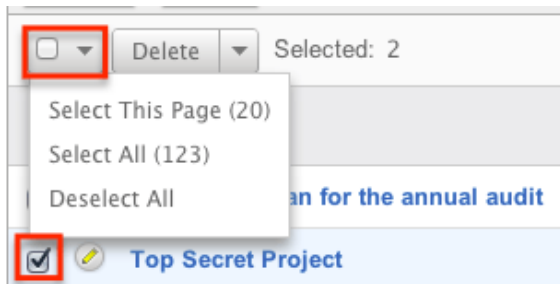 Delete Selected: 2
Select This Page (20)
Select All (123)
Deselect All
for the annual audit
Top Secret Project